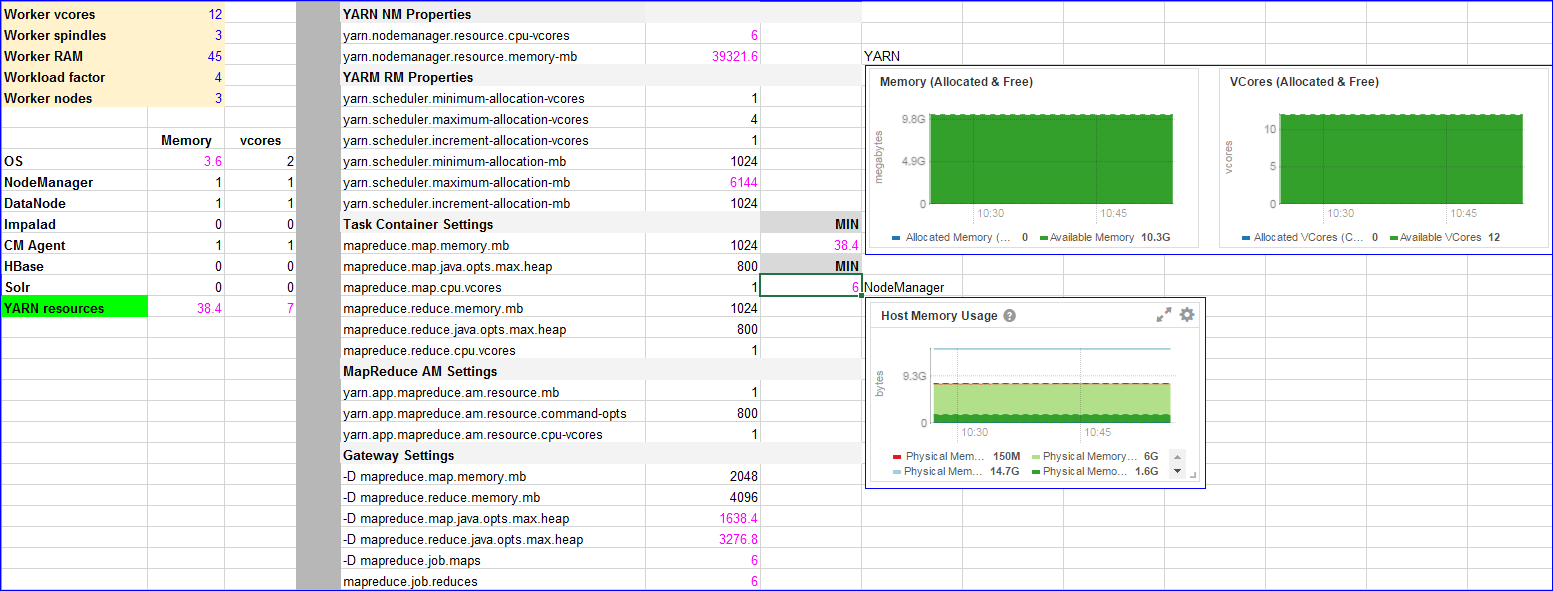 Worker vcores 12
Worker spindles 3
Worker RAM 45
Workload factor 4
Worker nodes 3
Memory vcores
OS 3.6 2
NodeManager 1 1
DataNode 1 1
Impalad 0 0
CM Agent 1 1
HBase 0 0
Solr 0 0
YARN resources 38.4 7
YARN NM Properties
yarn.nodemanager.resource.cpu-vcores 6
yarn.nodemanager.resource.memory-mb 39321.6
YARM RM Properties
yarn.scheduler.minimum-allocation-vcores 1
yarn.scheduler.maximum-allocation-vcores 4
yarn.scheduler.increment-allocation-vcores 1
yarn.scheduler.minimum-allocation-mb 1024
yarn.scheduler.maximum-allocation-mb 6144
yarn.scheduler.increment-allocation-mb 1024
Task Container Settings MIN
mapreduce.map.memory.mb 1024 38.4
mapreduce.map.java.opts.max.heap 800 MIN
mapreduce.map.cpu.vcores 1 6
mapreduce.reduce.memory.mb 1024
mapreduce.reduce.java.opts.max.heap 800
mapreduce.reduce.cpu.vcores 1
MapReduce AM Settings
yarn.app.mapreduce.am.resource.mb 1
yarn.app.mapreduce.am.resource.command-opts 800
yarn.app.mapreduce.am.resource.cpu-vcores 1
Gateway Settings
-D mapreduce.map.memory.mb 2048
-D mapreduce.reduce.memory.mb 4096
-D mapreduce.map.java.opts.max.heap 1638.4
-D mapreduce.reduce.java.opts.max.heap 3276.8
-D mapreduce.job.maps 6
mapreduce.job.reduces 6
YARN
Memory (Allocated & Free)
megabytes
9.8G
4.9G
0
10:30 10:45
Allocated Memory (... 0 Available Memory 10.3G
VCores (Allocated & Free)
vcores
10
5
0
10:30 10:45
Allocated VCores (C... 0 Available VCores 12
NodeManager
Host Memory Usage ?
bytes
9.3G
0
10:30 10:45
Physical Mem... 150M Physical Memory... 6G
Physical Mem... 14.7G Physical Memo... 1.6G